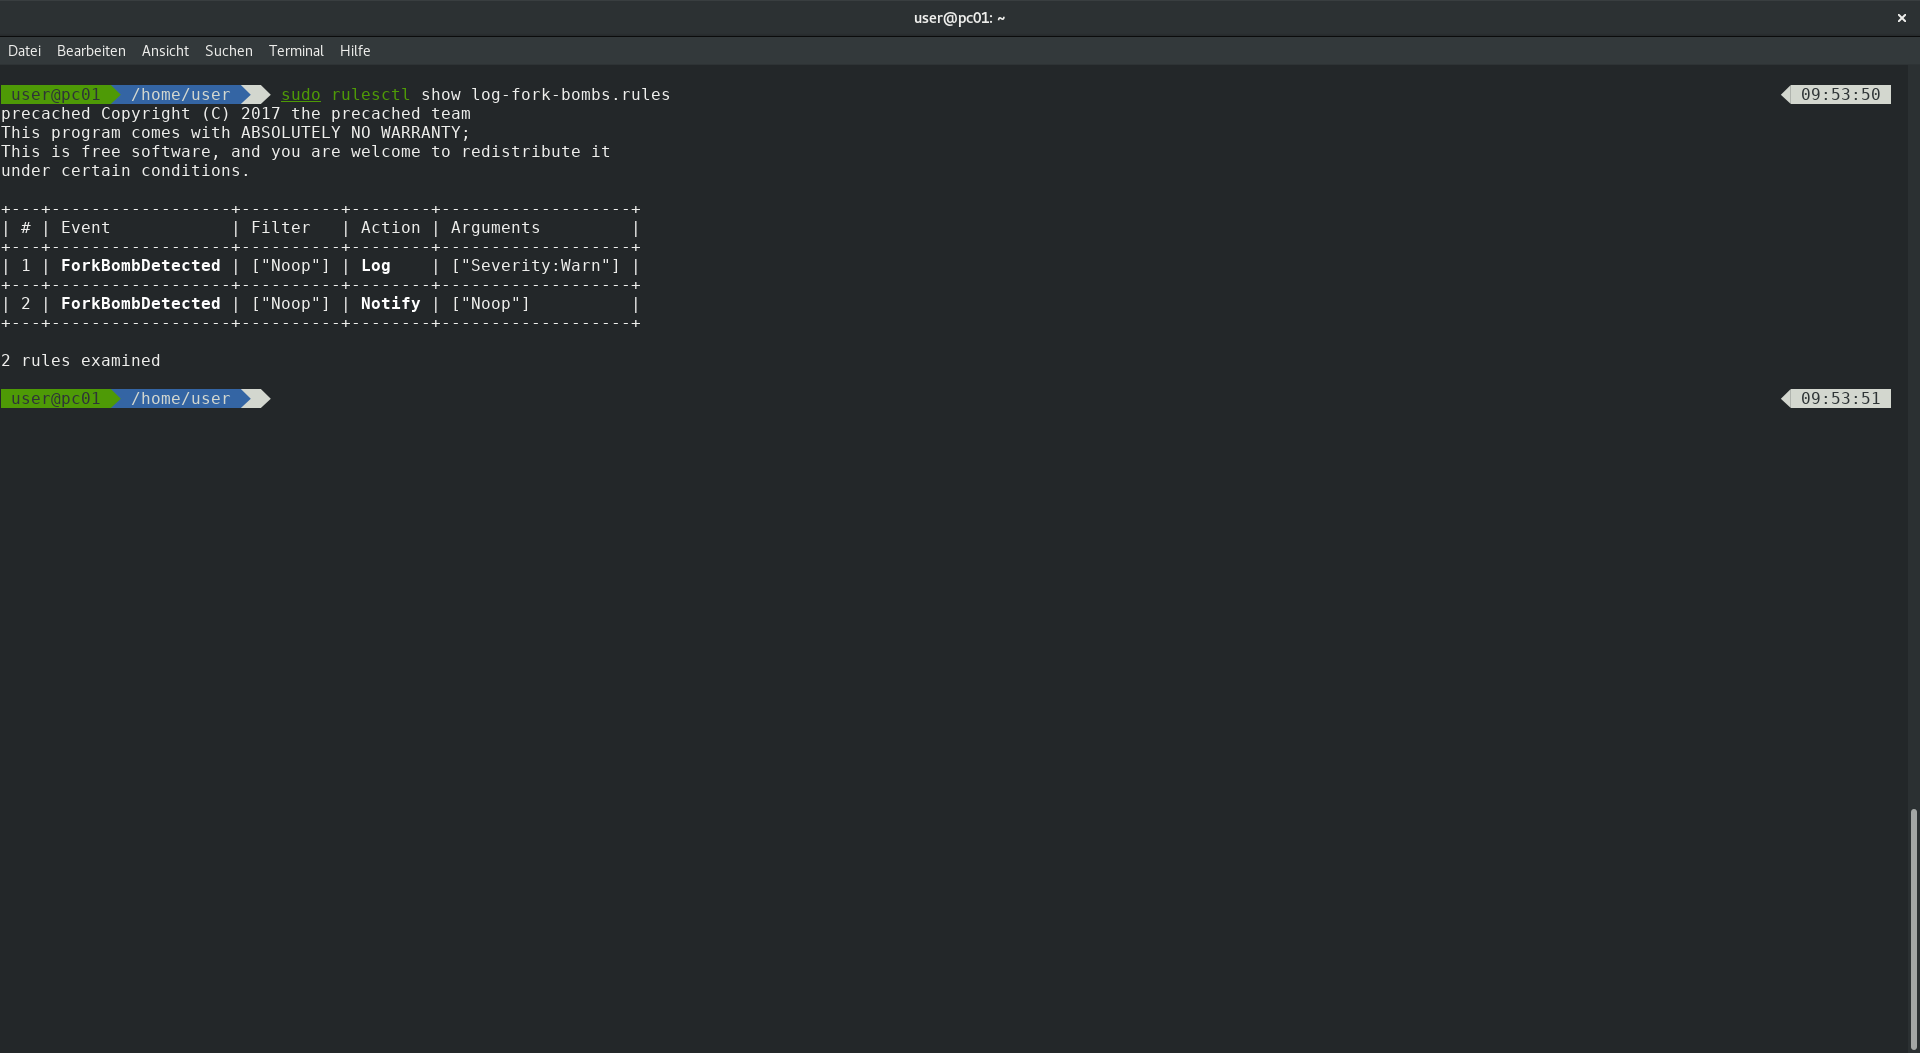 user@pc01: ~ ×
Datei Bearbeiten Ansicht Suchen Terminal Hilfe
user@pc01 /home/user sudo rulesctl show log-fork-bombs.rules 09:53:50
precached Copyright (C) 2017 the precached team
This program comes with ABSOLUTELY NO WARRANTY;
This is free software, and you are welcome to redistribute it
under certain conditions.
+---+------------------+----------+--------+-------------------+
| # | Event            | Filter   | Action | Arguments         |
+---+------------------+----------+--------+-------------------+
| 1 | ForkBombDetected | ["Noop"] | Log    | ["Severity:Warn"] |
+---+------------------+----------+--------+-------------------+
| 2 | ForkBombDetected | ["Noop"] | Notify | ["Noop"]          |
+---+------------------+----------+--------+-------------------+
2 rules examined
user@pc01 /home/user 09:53:51